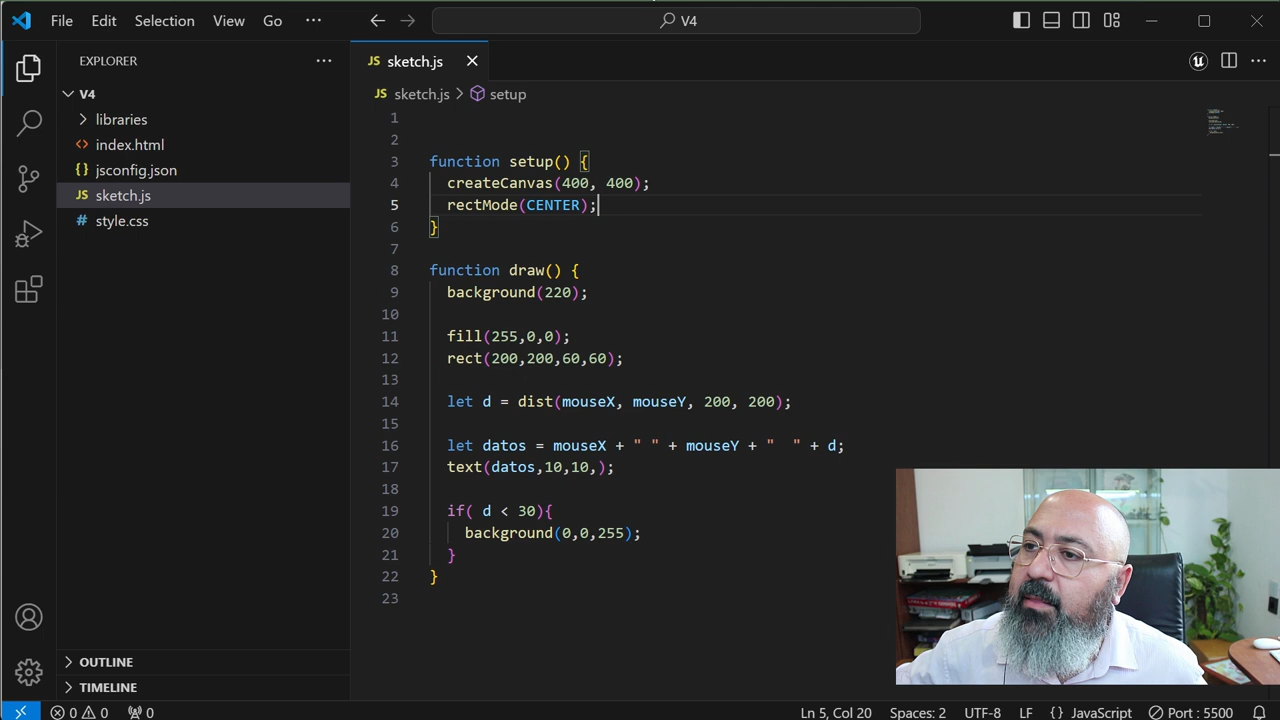 File Edit Selection View Go ··· V4
EXPLORER ···
V4
libraries
index.html
{} jsconfig.json
JS sketch.js
# style.css
OUTLINE
TIMELINE
JS sketch.js
JS sketch.js > setup
1
2
3 function setup() {
4 createCanvas(400, 400);
5 rectMode(CENTER);
6 }
7
8 function draw() {
9 background(220);
10
11 fill(255,0,0);
12 rect(200,200,60,60);
13
14 let d = dist(mouseX, mouseY, 200, 200);
15
16 let datos = mouseX + " " + mouseY + "  " + d;
17 text(datos,10,10,);
18
19 if( d < 30){
20 background(0,0,255);
21 }
22 }
23
0 0 0 Ln 5, Col 20 Spaces: 2 UTF-8 LF {} JavaScript Port : 5500